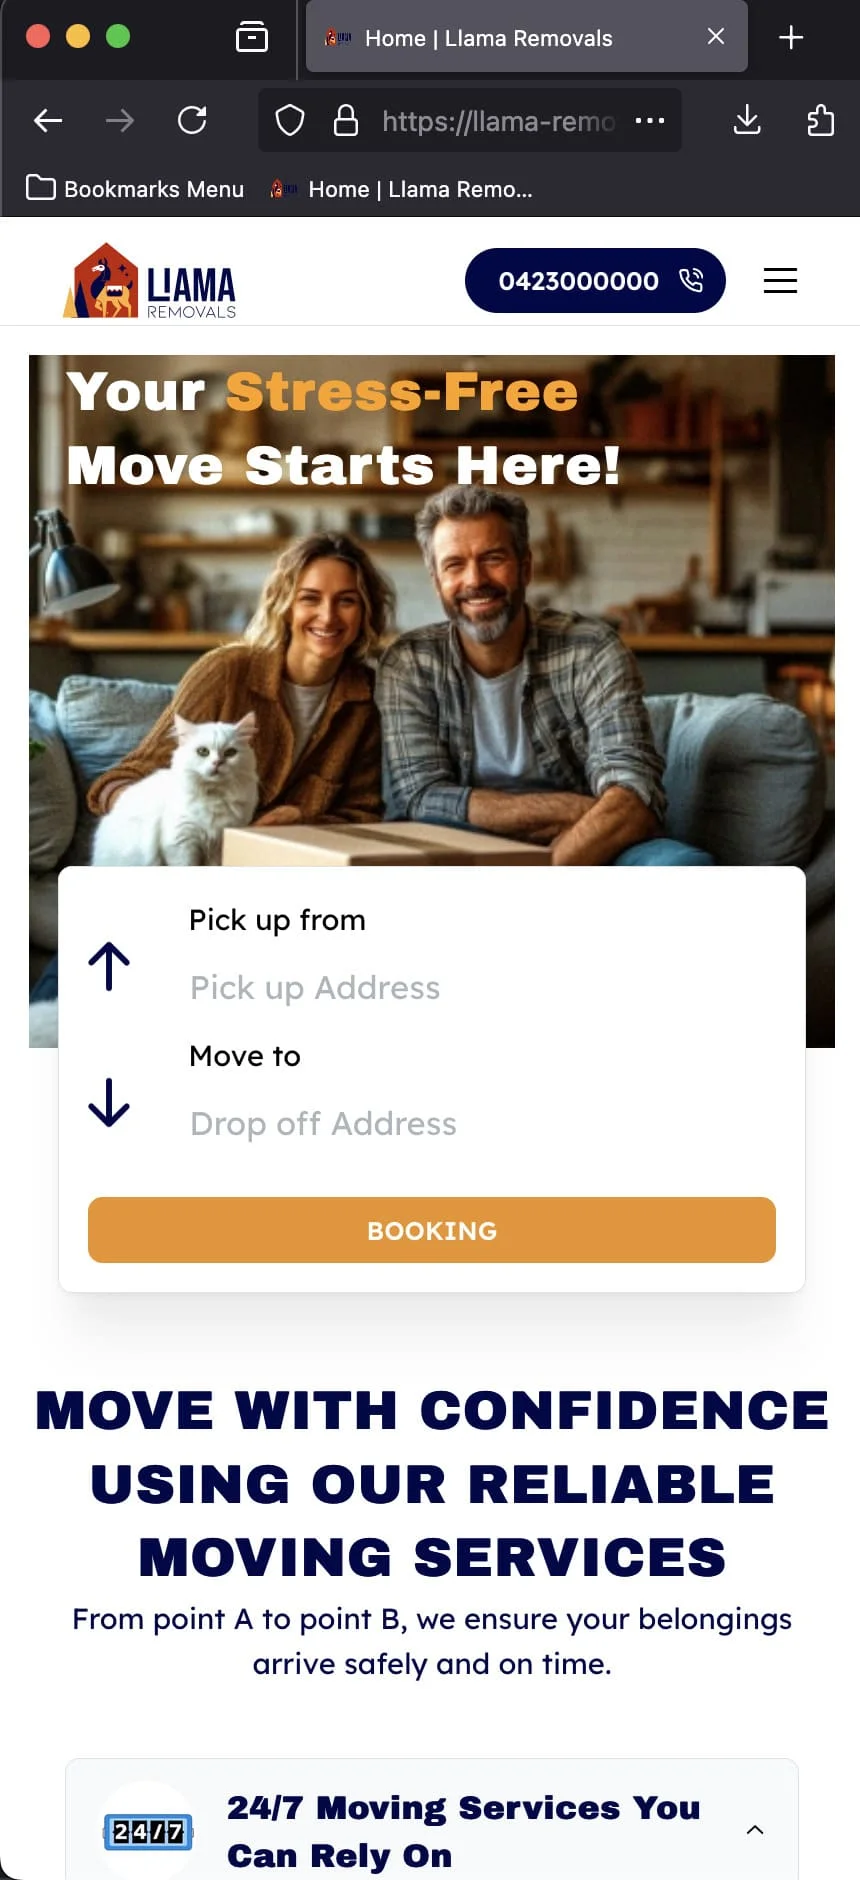 Home | Llama Removals
https://llama-remo
Bookmarks Menu
Home | Llama Remo...
LLAMA
REMOVALS
0423000000
Your Stress-Free
Move Starts Here!
Pick up from
Pick up Address
Move to
Drop off Address
BOOKING
MOVE WITH CONFIDENCE
USING OUR RELIABLE
MOVING SERVICES
From point A to point B, we ensure your belongings
arrive safely and on time.
24/7
24/7 Moving Services You
Can Rely On